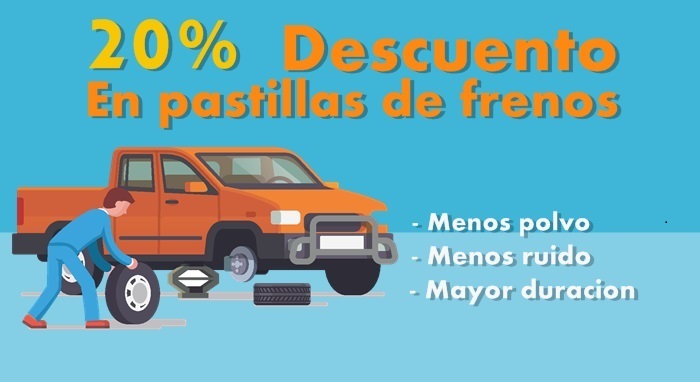 20% Descuento
En pastillas de frenos
- Menos polvo
- Menos ruido
- Mayor duracion